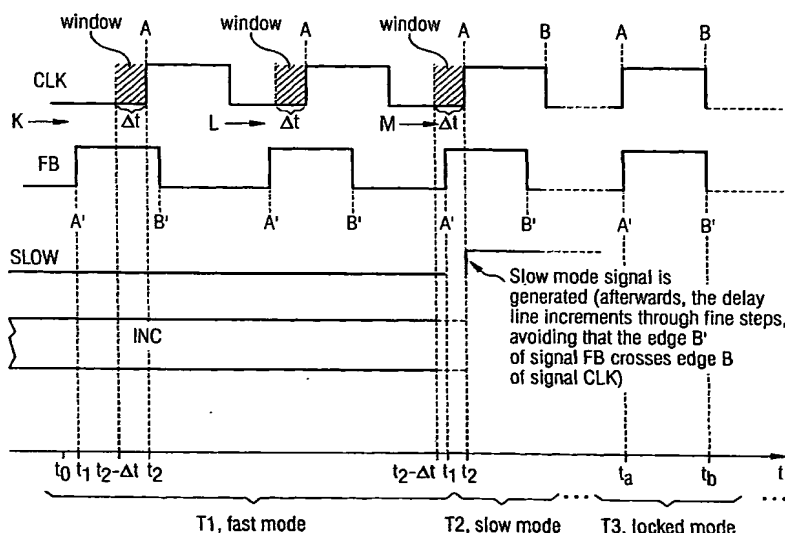 window A window A window A B A B
CLK
K Δt L Δt M Δt
FB
A' B' A' B' A' B' A' B'
SLOW
Slow mode signal is
generated (afterwards, the delay
line increments through fine steps,
avoiding that the edge B'
of signal FB crosses edge B
of signal CLK)
INC
t0 t1 t2-Δt t2 t2-Δt t1 t2 ta tb t
T1, fast mode T2, slow mode T3, locked mode